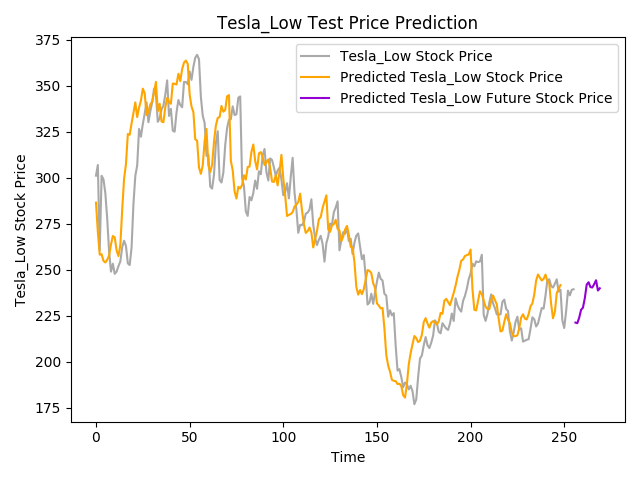 Tesla_Low Test Price Prediction
Tesla_Low Stock Price
Predicted Tesla_Low Stock Price
Predicted Tesla_Low Future Stock Price
Tesla_Low Stock Price
375
350
325
300
275
250
225
200
175
0 50 100 150 200 250
Time